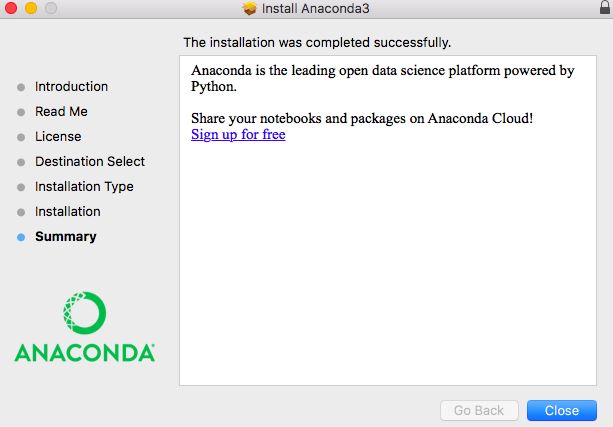 Install Anaconda3
The installation was completed successfully.
Introduction
Read Me
License
Destination Select
Installation Type
Installation
Summary
ANACONDA
Anaconda is the leading open data science platform powered by
Python.
Share your notebooks and packages on Anaconda Cloud!
Sign up for free
Go Back
Close